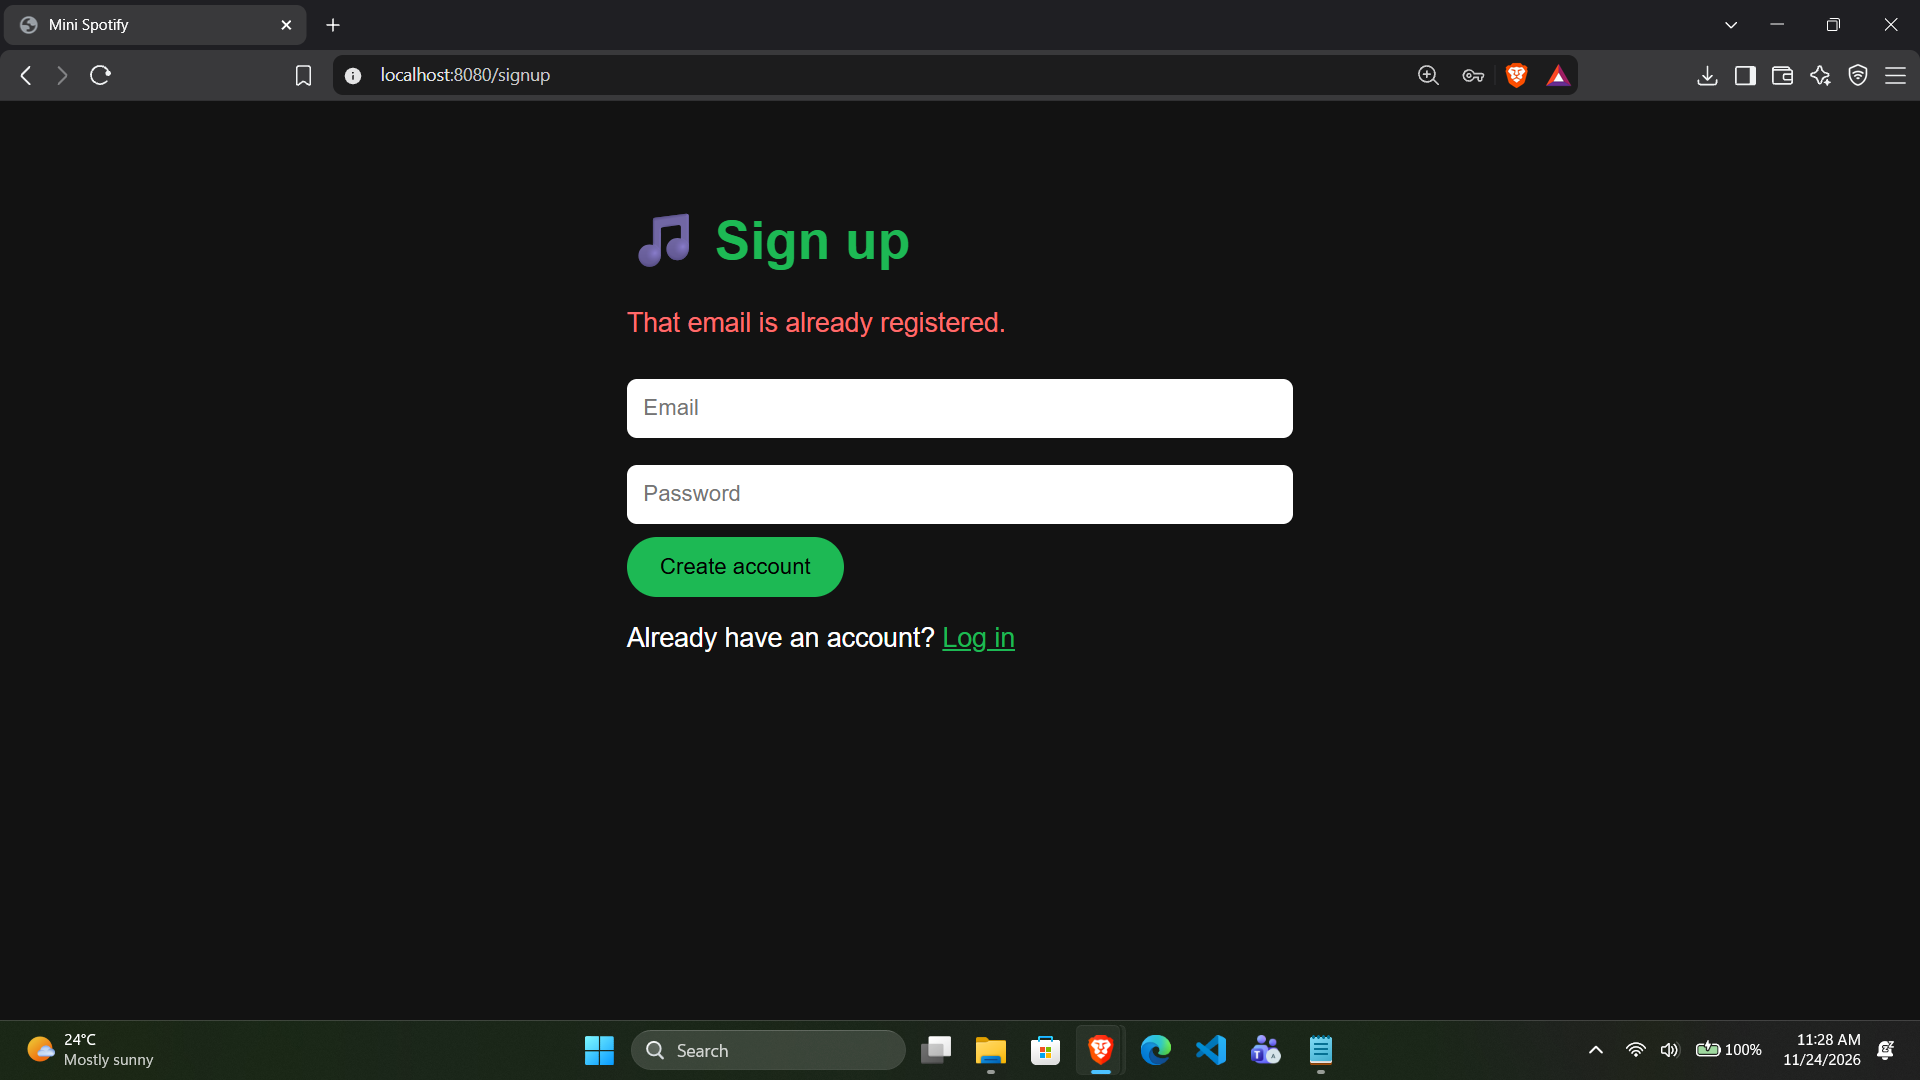 Mini Spotify
localhost:8080/signup
Sign up
That email is already registered.
Email
Password
Create account
Already have an account? Log in
24°C
Mostly sunny
Search
100%
11:28 AM
11/24/2026